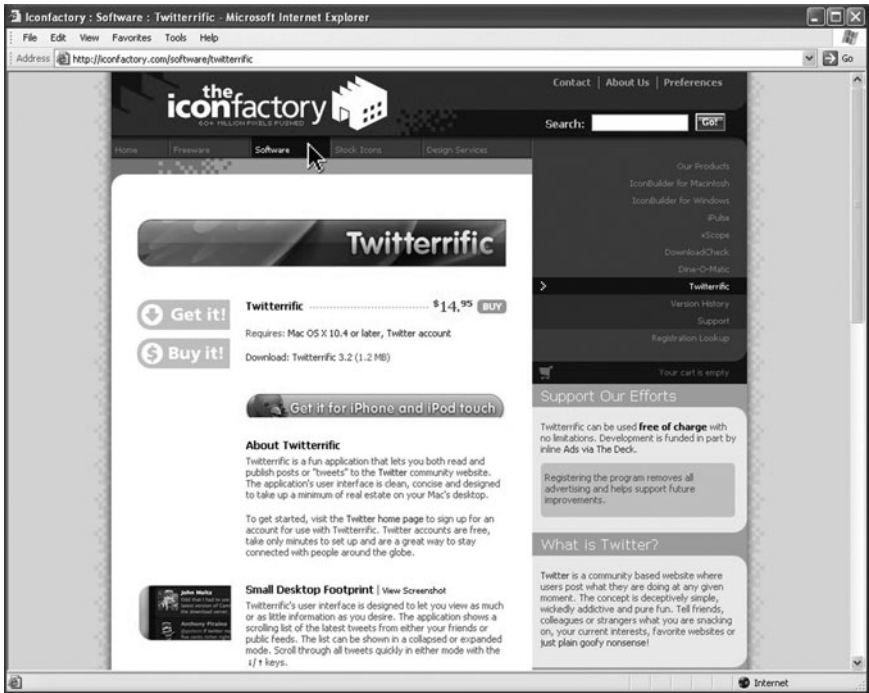 Iconfactory : Software : Twitterrific - Microsoft Internet Explorer
File Edit View Favorites Tools Help
Address http://iconfactory.com/software/twitterrific Go
the
iconfactory
60+ MILLION PIXELS PUSHED
Contact | About Us | Preferences
Search: Go!
Home Freeware Software Stock Icons Design Services
Our Products
IconBuilder for Macintosh
IconBuilder for Windows
iPulse
xScope
DownloadCheck
Dine-O-Matic
Twitterrific
Version History
Support
Registration Lookup
Your cart is empty
Twitterrific
Get it!
Buy it!
Twitterrific $14.95 BUY
Requires: Mac OS X 10.4 or later, Twitter account
Download: Twitterrific 3.2 (1.2 MB)
Get it for iPhone and iPod touch
About Twitterrific
Twitterrific is a fun application that lets you both read and
publish posts or "tweets" to the Twitter community website.
The application's user interface is clean, concise and designed
to take up a minimum of real estate on your Mac's desktop.
To get started, visit the Twitter home page to sign up for an
account for use with Twitterrific. Twitter accounts are free,
take only minutes to set up and are a great way to stay
connected with people around the globe.
John Moltz
Anthony Piraino
Small Desktop Footprint | View Screenshot
Twitterrific's user interface is designed to let you view as much
or as little information as you desire. The application shows a
scrolling list of the latest tweets from either your friends or
public feeds. The list can be shown in a collapsed or expanded
mode. Scroll through all tweets quickly in either mode with the
↓/↑ keys.
Support Our Efforts
Twitterrific can be used free of charge with
no limitations. Development is funded in part by
inline Ads via The Deck.
Registering the program removes all
advertising and helps support future
improvements.
What is Twitter?
Twitter is a community based website where
users post what they are doing at any given
moment. The concept is deceptively simple,
wickedly addictive and pure fun. Tell friends,
colleagues or strangers what you are snacking
on, your current interests, favorite websites or
just plain goofy nonsense!
Internet